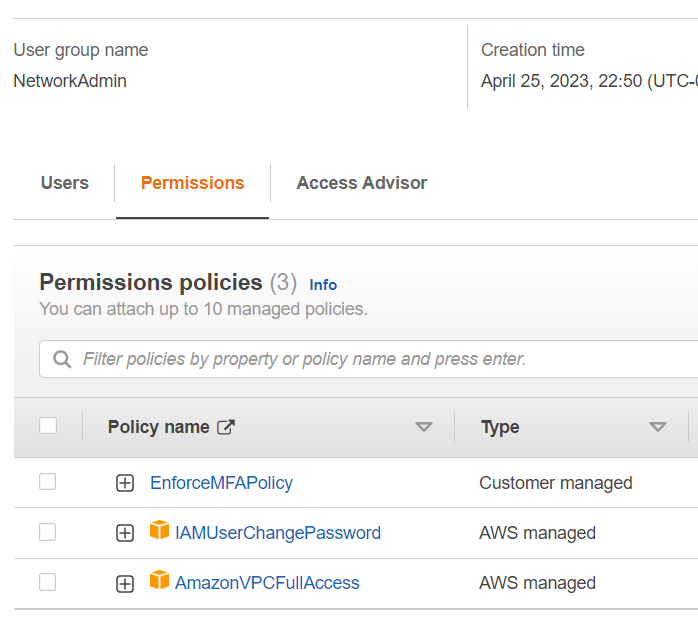 User group name
NetworkAdmin
Creation time
April 25, 2023, 22:50 (UTC-
Users
Permissions
Access Advisor
Permissions policies (3) Info
You can attach up to 10 managed policies.
Filter policies by property or policy name and press enter.
Policy name
Type
EnforceMFAPolicy
Customer managed
IAMUserChangePassword
AWS managed
AmazonVPCFullAccess
AWS managed